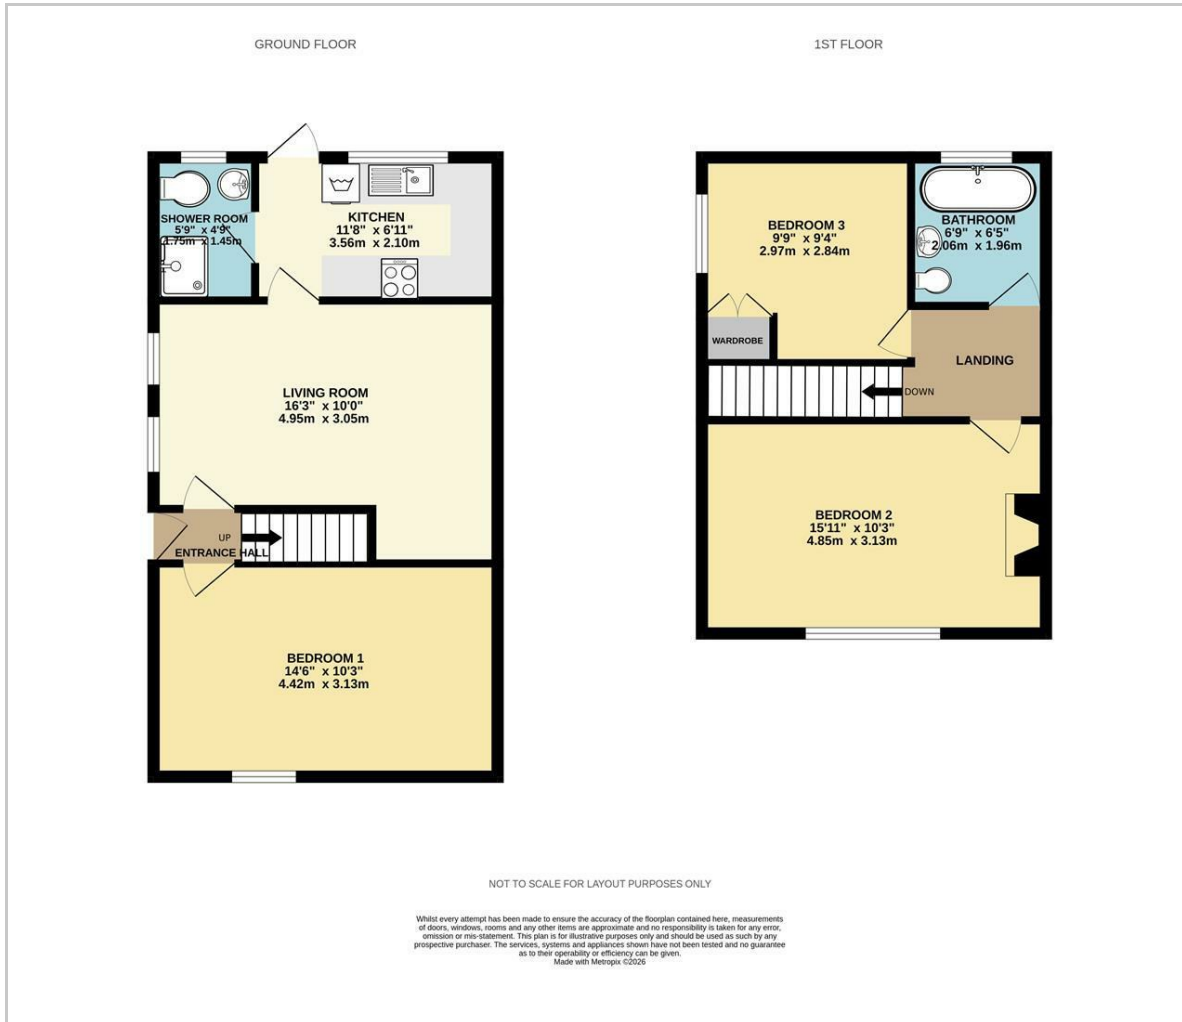 GROUND FLOOR
SHOWER ROOM
5'9" x 4'9"
1.75m x 1.45m
KITCHEN
11'8" x 6'11"
3.56m x 2.10m
LIVING ROOM
16'3" x 10'0"
4.95m x 3.05m
UP
ENTRANCE HALL
BEDROOM 1
14'6" x 10'3"
4.42m x 3.13m
1ST FLOOR
BEDROOM 3
9'9" x 9'4"
2.97m x 2.84m
BATHROOM
6'9" x 6'5"
2.06m x 1.96m
WARDROBE
LANDING
DOWN
BEDROOM 2
15'11" x 10'3"
4.85m x 3.13m
NOT TO SCALE FOR LAYOUT PURPOSES ONLY
Whilst every attempt has been made to ensure the accuracy of the floorplan contained here, measurements
of doors, windows, rooms and any other items are approximate and no responsibility is taken for any error,
omission or mis-statement. This plan is for illustrative purposes only and should be used as such by any
prospective purchaser. The services, systems and appliances shown have not been tested and no guarantee
as to their operability or efficiency can be given.
Made with Metropix ©2026